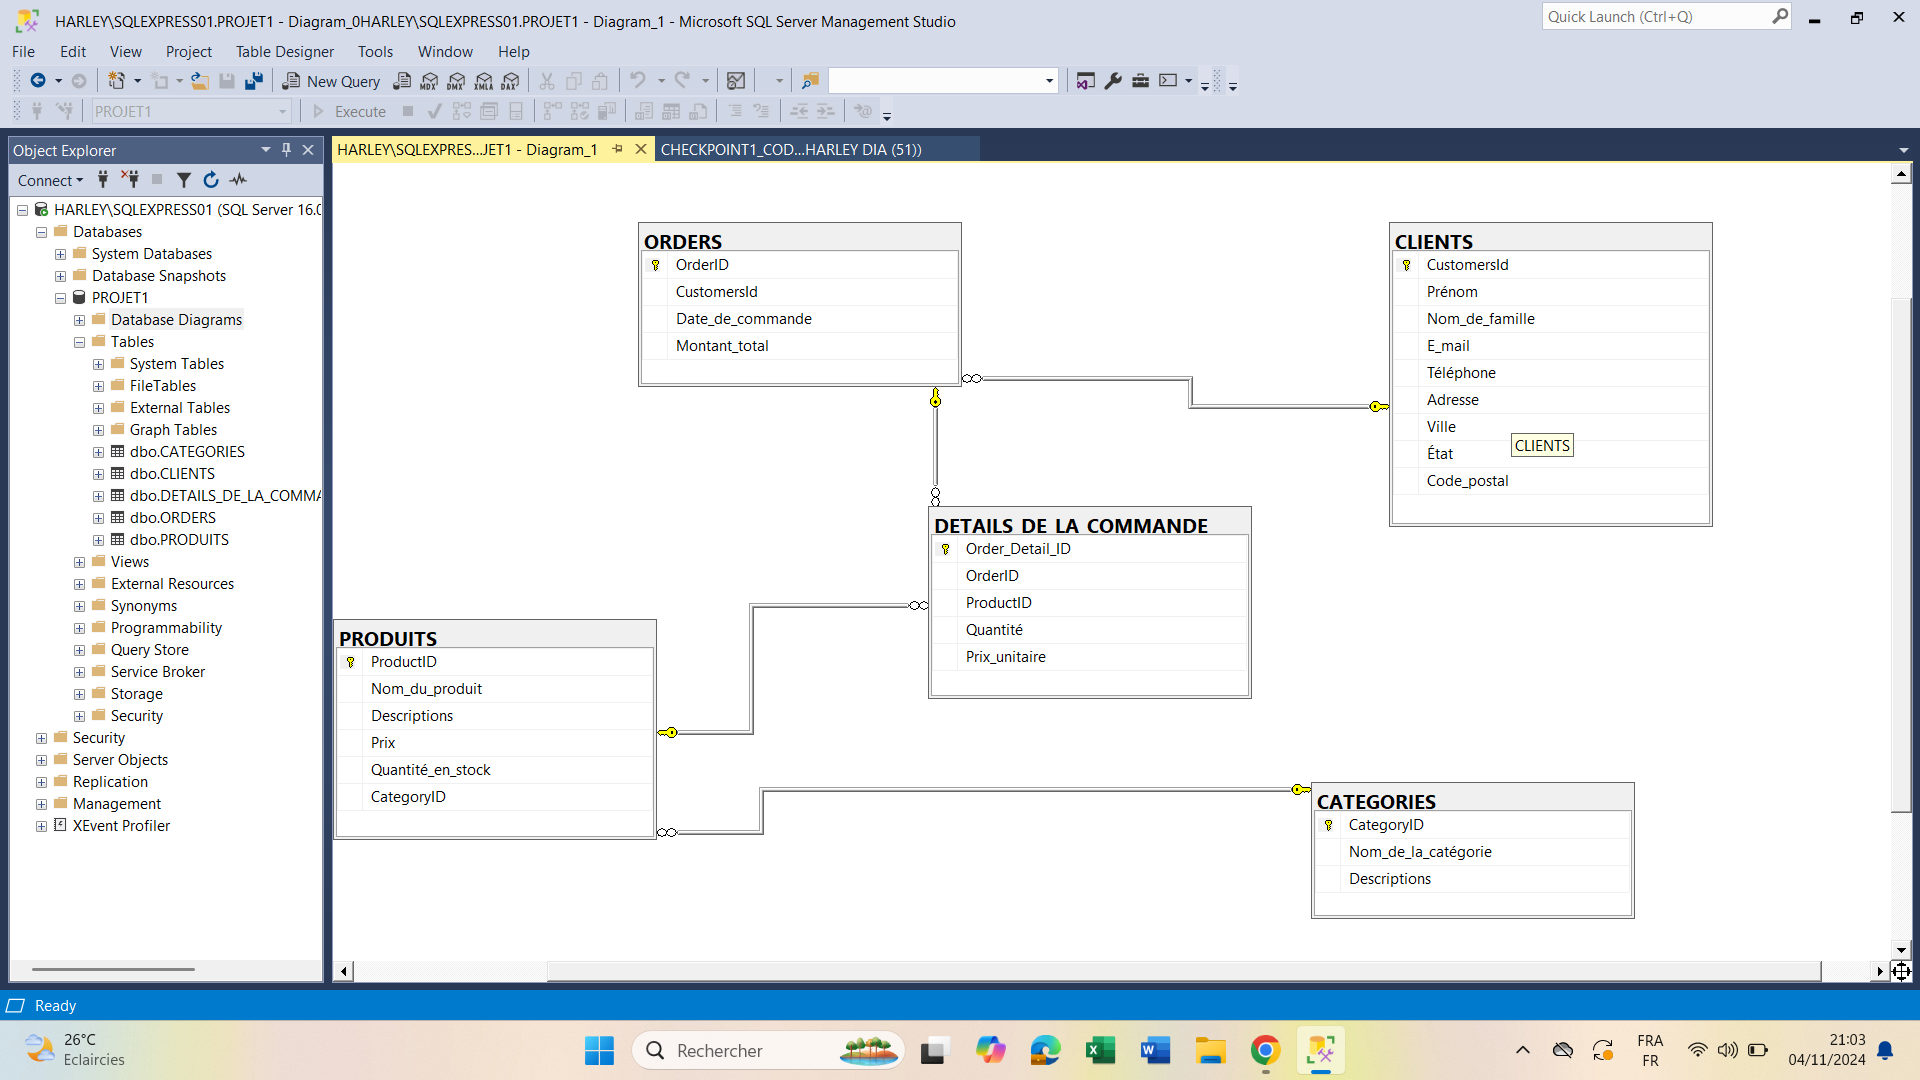 HARLEY\SQLEXPRESS01.PROJET1 - Diagram_0HARLEY\SQLEXPRESS01.PROJET1 - Diagram_1 - Microsoft SQL Server Management Studio
Quick Launch (Ctrl+Q)
File Edit View Project Table Designer Tools Window Help
New Query MDX DMX XMLA DAX
PROJET1 Execute
Object Explorer
HARLEY\SQLEXPRES...JET1 - Diagram_1
CHECKPOINT1_COD...HARLEY DIA (51))
Connect
HARLEY\SQLEXPRESS01 (SQL Server 16.0
Databases
System Databases
Database Snapshots
PROJET1
Database Diagrams
Tables
System Tables
FileTables
External Tables
Graph Tables
dbo.CATEGORIES
dbo.CLIENTS
dbo.DETAILS_DE_LA_COMMA
dbo.ORDERS
dbo.PRODUITS
Views
External Resources
Synonyms
Programmability
Query Store
Service Broker
Storage
Security
Security
Server Objects
Replication
Management
XEvent Profiler
ORDERS
OrderID
CustomersId
Date_de_commande
Montant_total
CLIENTS
CustomersId
Prénom
Nom_de_famille
E_mail
Téléphone
Adresse
Ville
État
Code_postal
CLIENTS
DETAILS_DE_LA_COMMANDE
Order_Detail_ID
OrderID
ProductID
Quantité
Prix_unitaire
PRODUITS
ProductID
Nom_du_produit
Descriptions
Prix
Quantité_en_stock
CategoryID
CATEGORIES
CategoryID
Nom_de_la_catégorie
Descriptions
Ready
26°C
Eclaircies
Rechercher
FRA
FR
21:03
04/11/2024